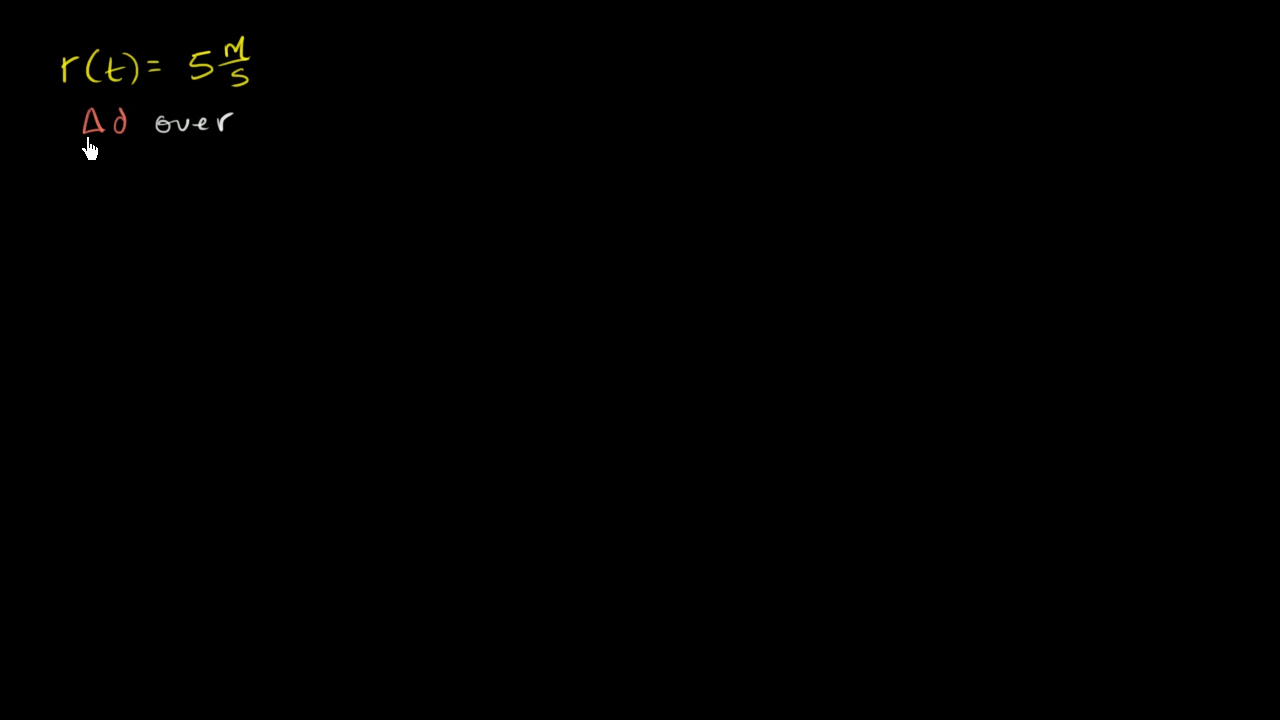 r(t) = 5 m/s
Δd over